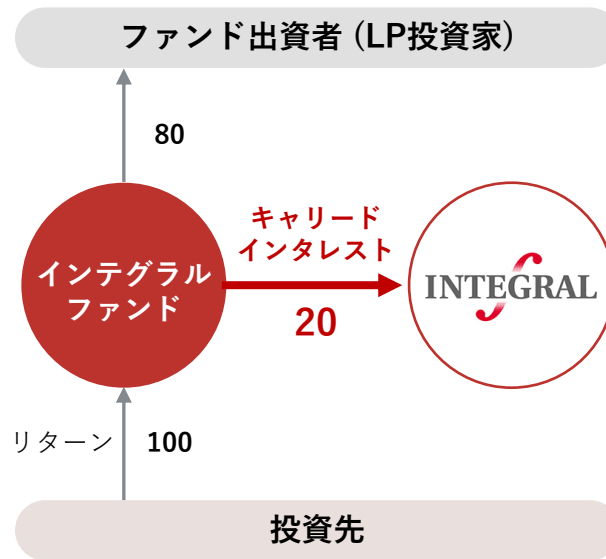 ファンド出資者 (LP投資家)
80
キャリード
インタレスト
インテグラル
ファンド
20
INTEGRAL
リターン 100
投資先